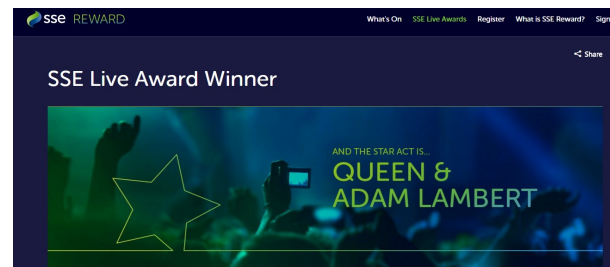 sse REWARD
What's On SSE Live Awards Register What is SSE Reward? Sign
Share
SSE Live Award Winner
AND THE STAR ACT IS...
QUEEN &
ADAM LAMBERT